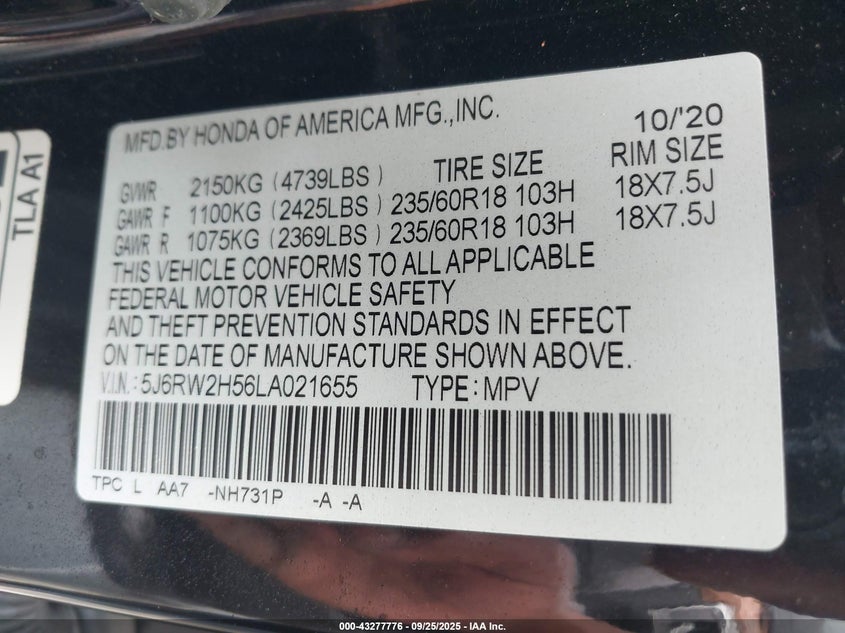 TLA A1
MFD.BY HONDA OF AMERICA MFG.,INC. 10/'20
TIRE SIZE RIM SIZE
GVWR 2150KG (4739LBS)
GAWR F 1100KG (2425LBS) 235/60R18 103H 18X7.5J
GAWR R 1075KG (2369LBS) 235/60R18 103H 18X7.5J
THIS VEHICLE CONFORMS TO ALL APPLICABLE
FEDERAL MOTOR VEHICLE SAFETY
AND THEFT PREVENTION STANDARDS IN EFFECT
ON THE DATE OF MANUFACTURE SHOWN ABOVE.
V.I.N.: 5J6RW2H56LA021655 TYPE: MPV
TPC L AA7 -NH731P -A -A
000-43277776 - 09/25/2025 - IAA Inc.